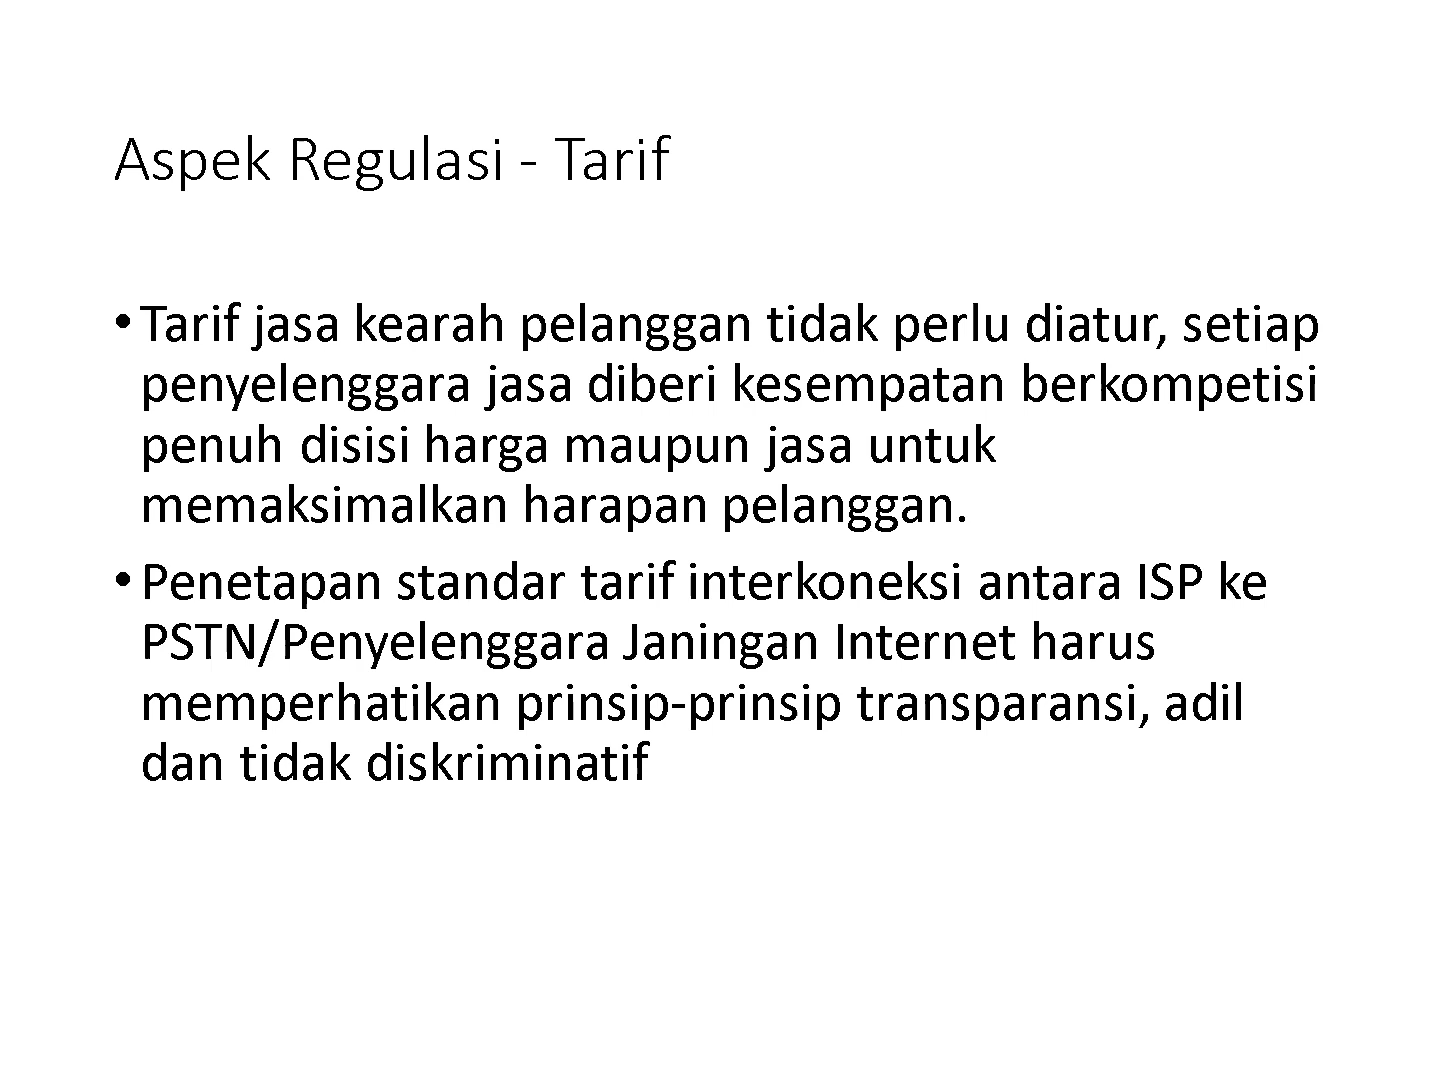 Aspek Regulasi - Tarif
• Tarif jasa kearah pelanggan tidak perlu diatur, setiap
penyelenggara jasa diberi kesempatan berkompetisi
penuh disisi harga maupun jasa untuk
memaksimalkan harapan pelanggan.
• Penetapan standar tarif interkoneksi antara ISP ke
PSTN/Penyelenggara Janingan Internet harus
memperhatikan prinsip-prinsip transparansi, adil
dan tidak diskriminatif